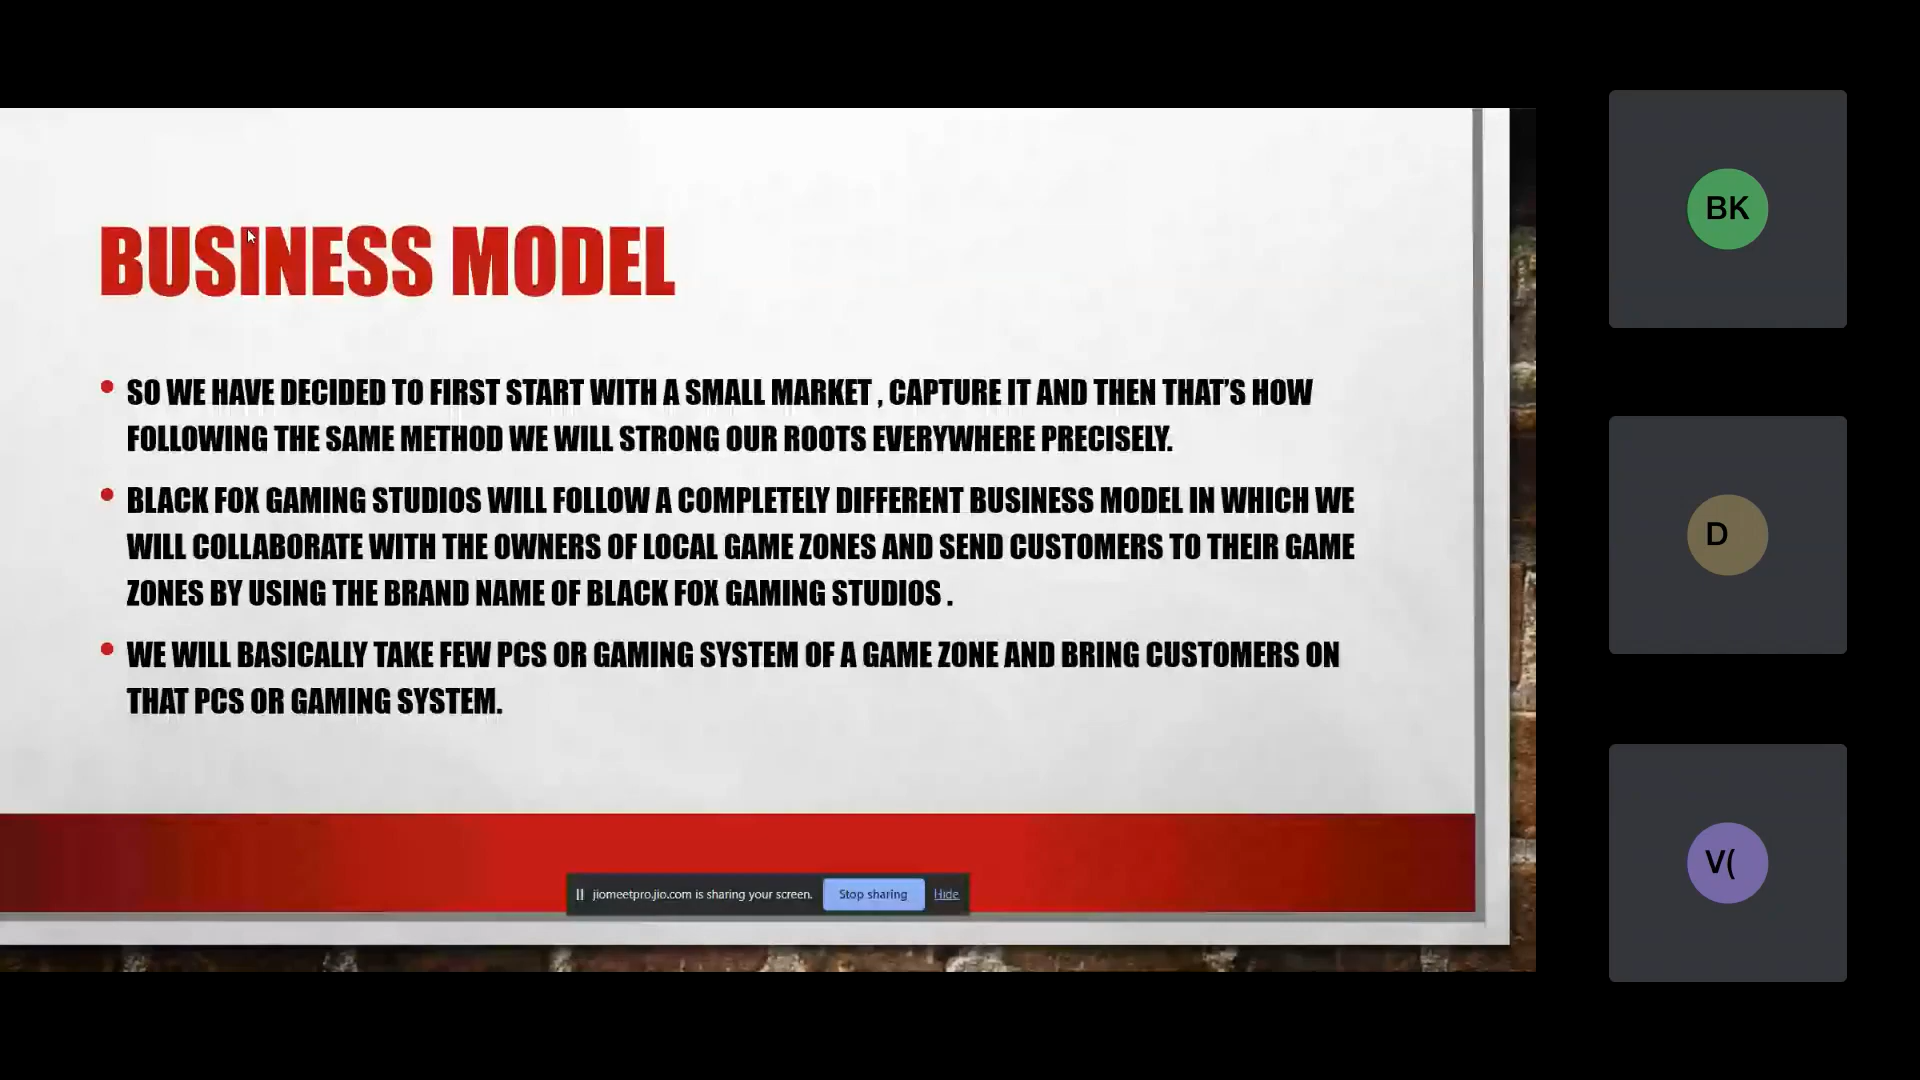 BUSINESS MODEL
• SO WE HAVE DECIDED TO FIRST START WITH A SMALL MARKET , CAPTURE IT AND THEN THAT'S HOW
FOLLOWING THE SAME METHOD WE WILL STRONG OUR ROOTS EVERYWHERE PRECISELY.
• BLACK FOX GAMING STUDIOS WILL FOLLOW A COMPLETELY DIFFERENT BUSINESS MODEL IN WHICH WE
WILL COLLABORATE WITH THE OWNERS OF LOCAL GAME ZONES AND SEND CUSTOMERS TO THEIR GAME
ZONES BY USING THE BRAND NAME OF BLACK FOX GAMING STUDIOS .
• WE WILL BASICALLY TAKE FEW PCS OR GAMING SYSTEM OF A GAME ZONE AND BRING CUSTOMERS ON
THAT PCS OR GAMING SYSTEM.
jiomeetpro.jio.com is sharing your screen. Stop sharing Hide
BK
D
V(